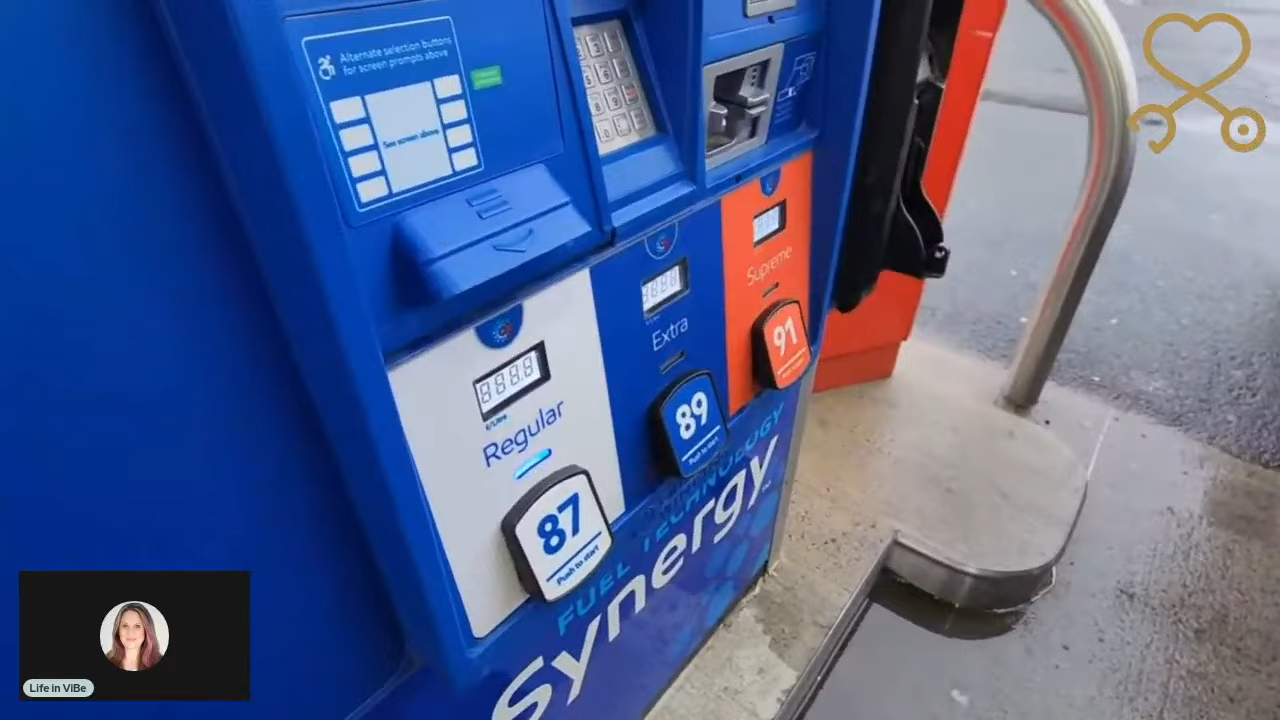 Alternate selection buttons
for screen prompts above
See screen above
Supreme
91
Extra
89
Push to start
¢/Litre
Regular
87
Push to start
FUEL TECHNOLOGY
Synergy
Life in ViBe